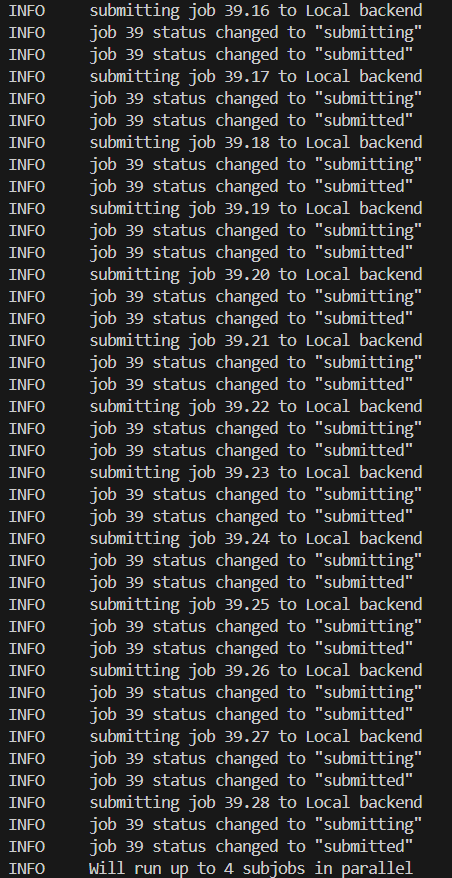 INFO     submitting job 39.16 to Local backend
INFO     job 39 status changed to "submitting"
INFO     job 39 status changed to "submitted"
INFO     submitting job 39.17 to Local backend
INFO     job 39 status changed to "submitting"
INFO     job 39 status changed to "submitted"
INFO     submitting job 39.18 to Local backend
INFO     job 39 status changed to "submitting"
INFO     job 39 status changed to "submitted"
INFO     submitting job 39.19 to Local backend
INFO     job 39 status changed to "submitting"
INFO     job 39 status changed to "submitted"
INFO     submitting job 39.20 to Local backend
INFO     job 39 status changed to "submitting"
INFO     job 39 status changed to "submitted"
INFO     submitting job 39.21 to Local backend
INFO     job 39 status changed to "submitting"
INFO     job 39 status changed to "submitted"
INFO     submitting job 39.22 to Local backend
INFO     job 39 status changed to "submitting"
INFO     job 39 status changed to "submitted"
INFO     submitting job 39.23 to Local backend
INFO     job 39 status changed to "submitting"
INFO     job 39 status changed to "submitted"
INFO     submitting job 39.24 to Local backend
INFO     job 39 status changed to "submitting"
INFO     job 39 status changed to "submitted"
INFO     submitting job 39.25 to Local backend
INFO     job 39 status changed to "submitting"
INFO     job 39 status changed to "submitted"
INFO     submitting job 39.26 to Local backend
INFO     job 39 status changed to "submitting"
INFO     job 39 status changed to "submitted"
INFO     submitting job 39.27 to Local backend
INFO     job 39 status changed to "submitting"
INFO     job 39 status changed to "submitted"
INFO     submitting job 39.28 to Local backend
INFO     job 39 status changed to "submitting"
INFO     job 39 status changed to "submitted"
INFO     Will run up to 4 subjobs in parallel